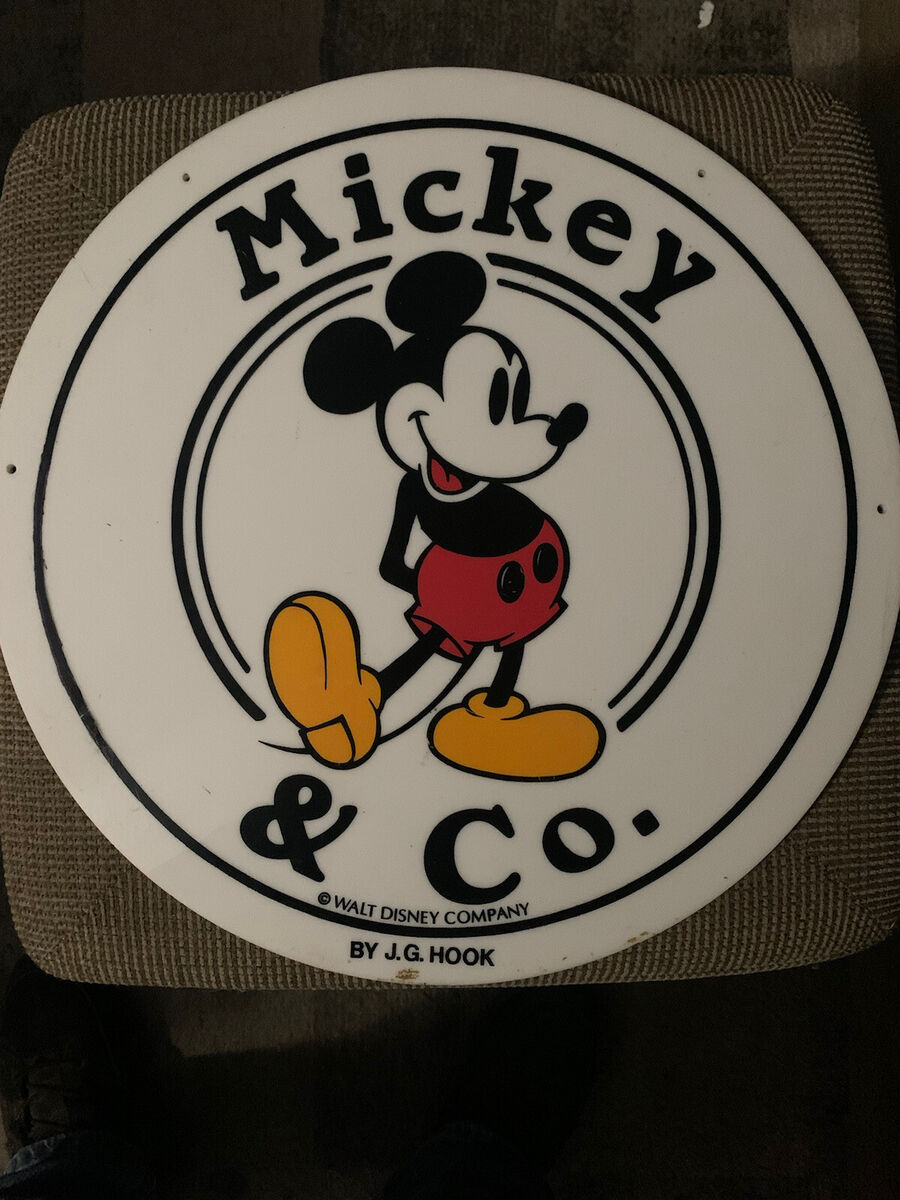 Mickey
& Co.
© WALT DISNEY COMPANY
BY J.G. HOOK